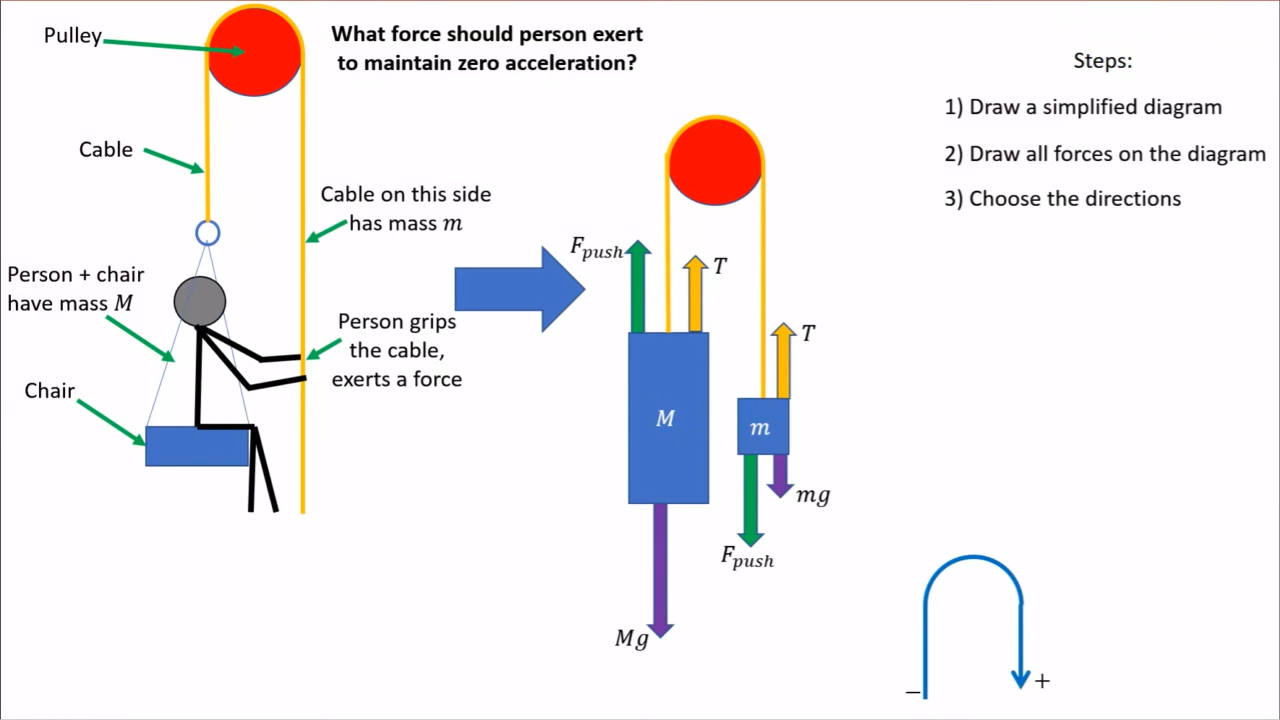 Pulley
What force should person exert
to maintain zero acceleration?
Steps:
1) Draw a simplified diagram
2) Draw all forces on the diagram
3) Choose the directions
Cable
Cable on this side
has mass m
Person + chair
have mass M
Person grips
the cable,
exerts a force
Chair
F_push
T
T
M
m
mg
F_push
Mg
−
+